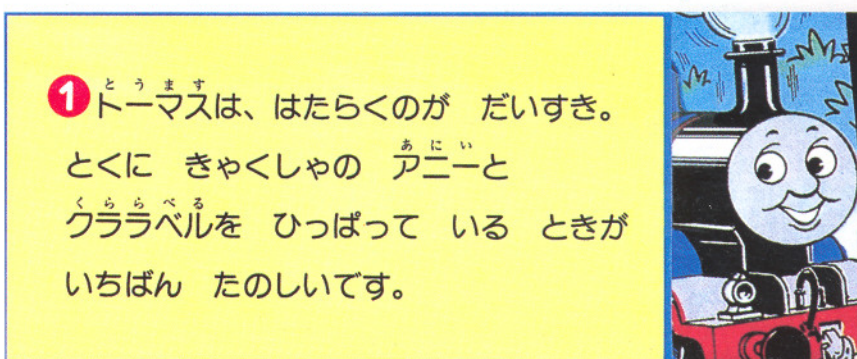 ❶トーマスは、はたらくのが　だいすき。
とくに　きゃくしゃの　アニーと
クララベルを　ひっぱって　いる　ときが
いちばん　たのしいです。